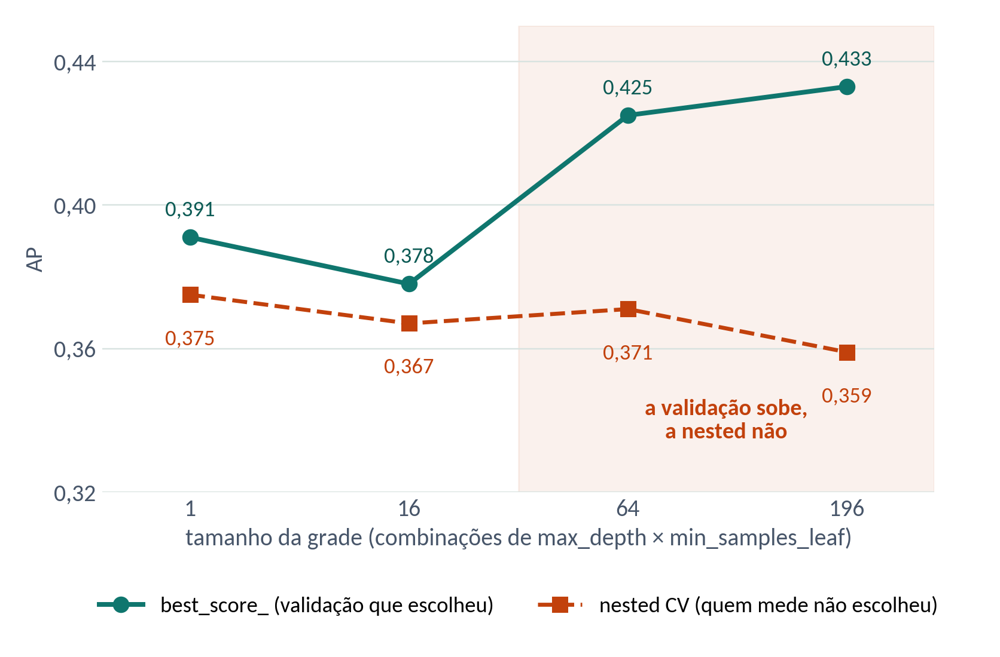 0,44
0,40
0,36
0,32
AP
0,391
0,378
0,425
0,433
0,375
0,367
0,371
0,359
a validação sobe,
a nested não
1 16 64 196
tamanho da grade (combinações de max_depth × min_samples_leaf)
best_score_ (validação que escolheu) nested CV (quem mede não escolheu)